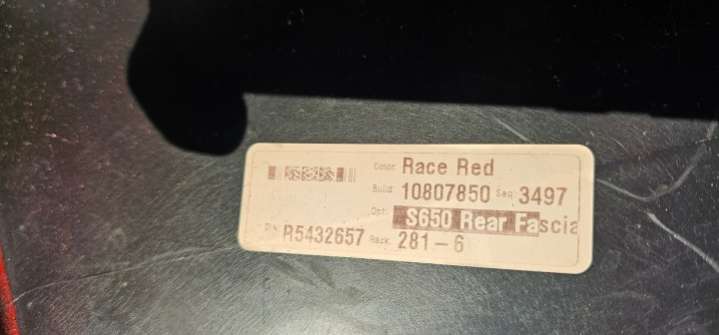 Color: Race Red
Build: 10807850 Seq: 3497
Opt: S650 Rear Fascia
R5432657 Rack: 281-6